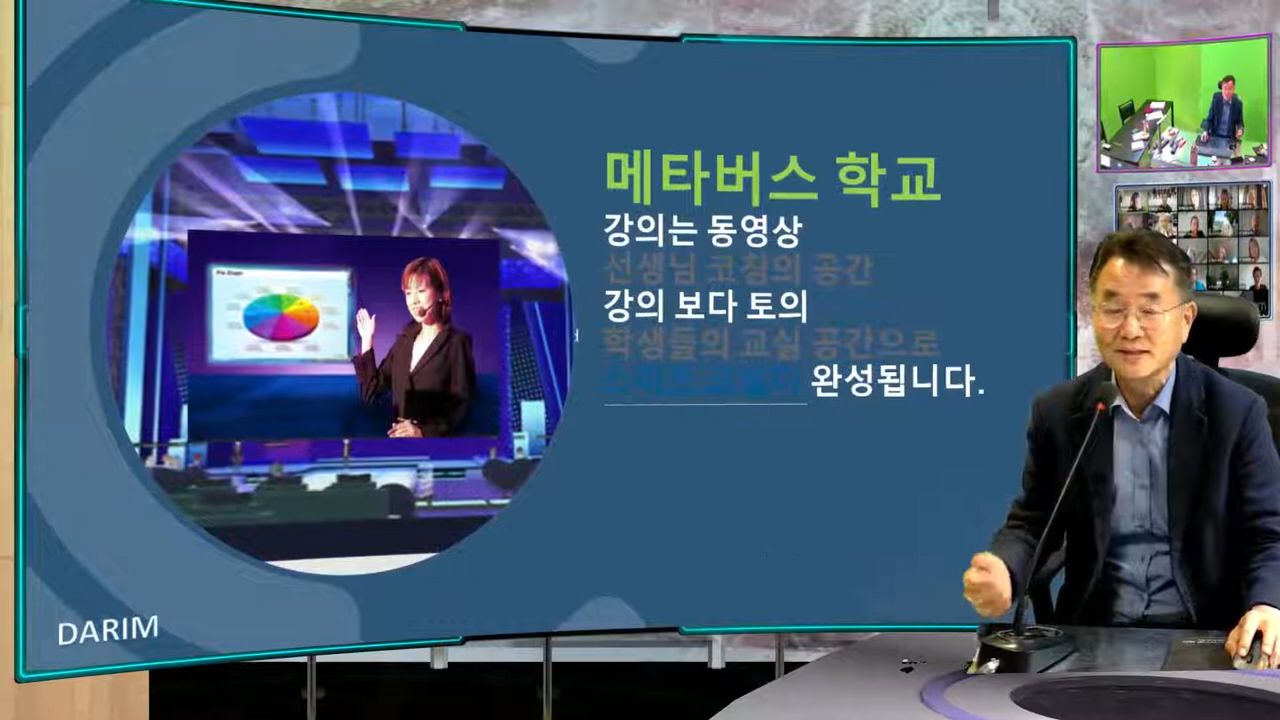 메타버스 학교
강의는 동영상
선생님 코칭의 공간
강의 보다 토의
학생들의 교실 공간으로
완성됩니다.
DARIM